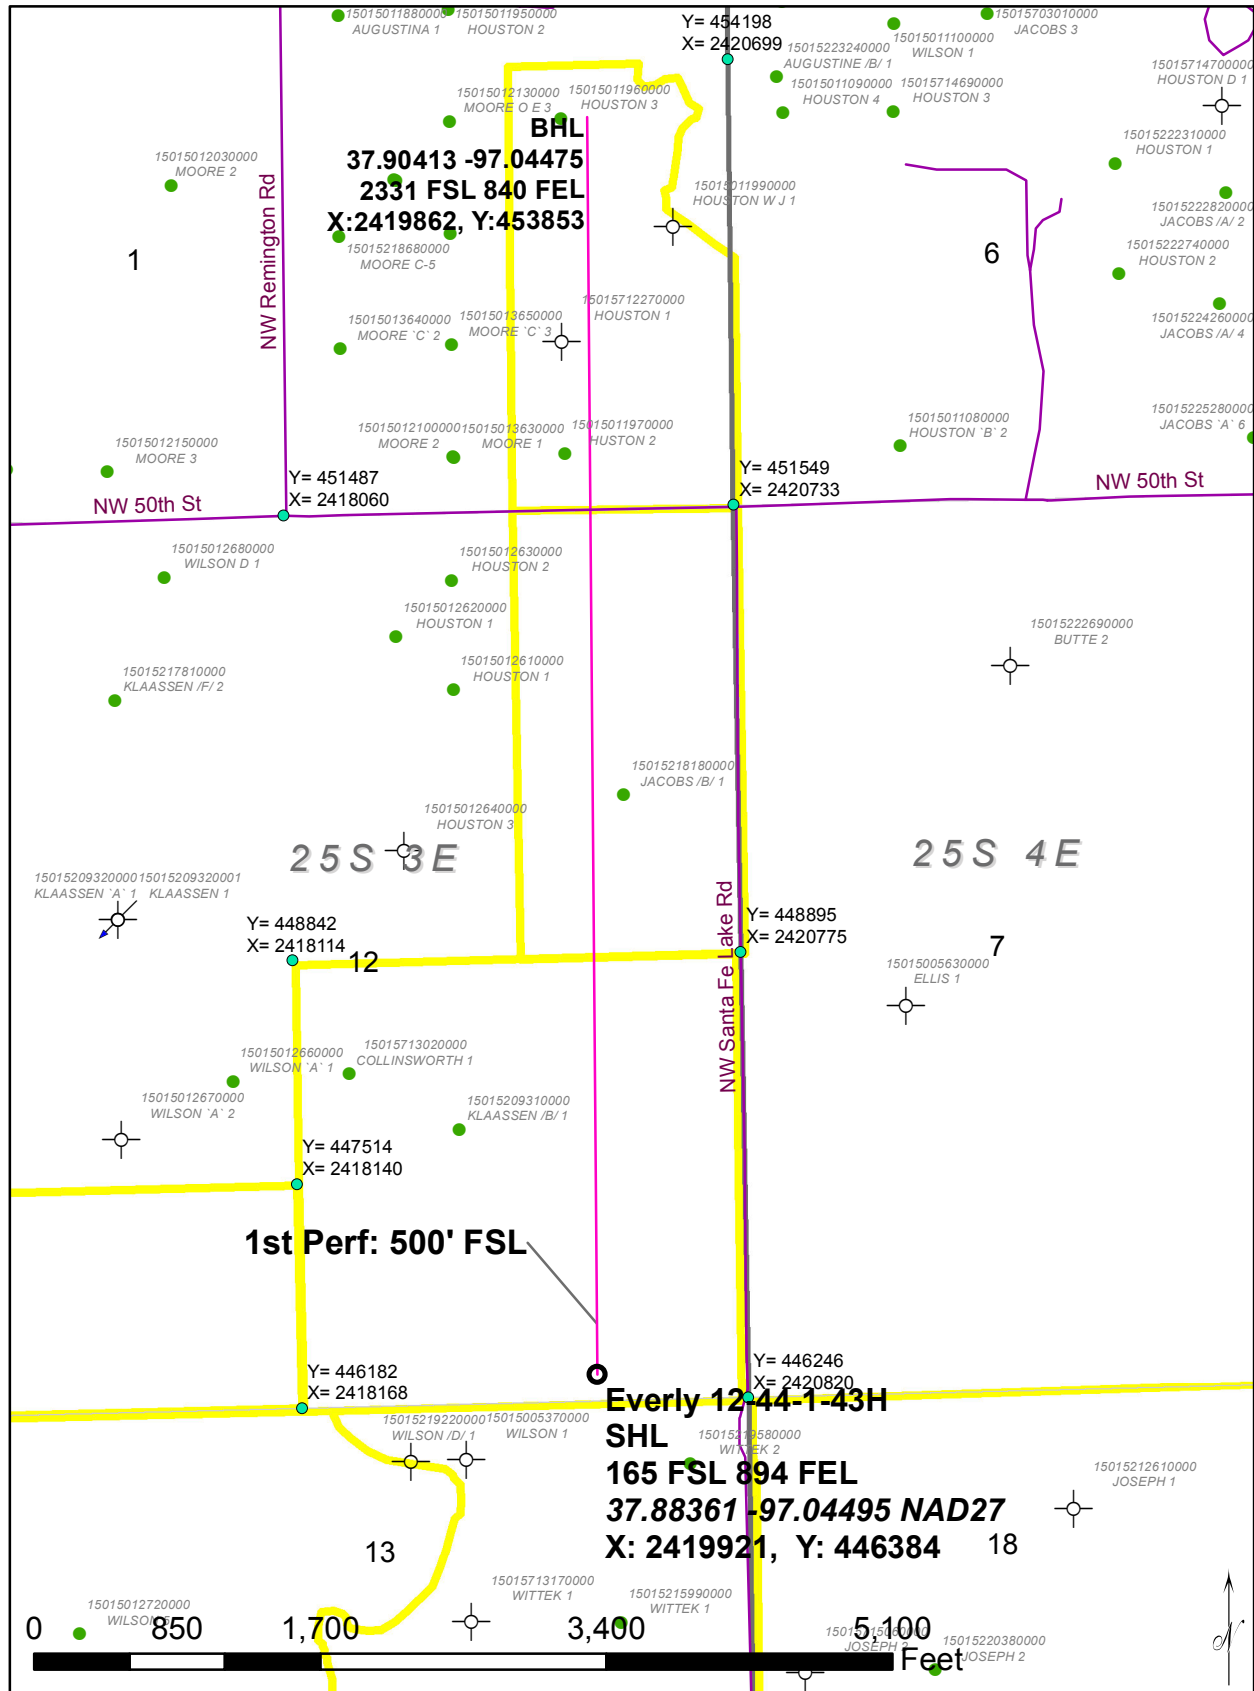 15015011880000
AUGUSTINA 1
15015011950000
HOUSTON 2
Y= 454198
X= 2420699
15015703010000
JACOBS 3
15015011100000
WILSON 1
15015223240000
AUGUSTINE /B/ 1
15015714700000
HOUSTON D 1
15015012130000
MOORE O E 3
15015011960000
HOUSTON 3
15015011090000
HOUSTON 4
15015714690000
HOUSTON 3
BHL
37.90413 -97.04475
2331 FSL 840 FEL
X:2419862, Y:453853
15015012030000
MOORE 2
15015222310000
HOUSTON 1
15015011990000
HOUSTON W J 1
15015222820000
JACOBS /A/ 2
NW Remington Rd
1
15015218680000
MOORE C-5
6
15015222740000
HOUSTON 2
15015712270000
HOUSTON 1
15015013640000
MOORE `C` 2
15015013650000
MOORE `C` 3
15015224260000
JACOBS /A/ 4
15015012150000
MOORE 3
15015012100000
MOORE 2
15015013630000
MOORE 1
15015011970000
HUSTON 2
15015011080000
HOUSTON `B` 2
15015225280000
JACOBS `A` 6
Y= 451487
X= 2418060
Y= 451549
X= 2420733
NW 50th St
NW 50th St
15015012680000
WILSON D 1
15015012630000
HOUSTON 2
15015012620000
HOUSTON 1
15015222690000
BUTTE 2
15015012610000
HOUSTON 1
15015217810000
KLAASSEN /F/ 2
15015218180000
JACOBS /B/ 1
15015012640000
HOUSTON 3
25S 3E
25S 4E
15015209320000
KLAASSEN `A` 1
15015209320001
KLAASSEN 1
Y= 448842
X= 2418114
12
Y= 448895
X= 2420775
7
NW Santa Fe Lake Rd
15015005630000
ELLIS 1
15015012660000
WILSON `A` 1
15015713020000
COLLINSWORTH 1
15015012670000
WILSON `A` 2
15015209310000
KLAASSEN /B/ 1
Y= 447514
X= 2418140
1st Perf: 500' FSL
Y= 446182
X= 2418168
Y= 446246
X= 2420820
Everly 12-44-1-43H
SHL
165 FSL 894 FEL
37.88361 -97.04495 NAD27
X: 2419921, Y: 446384
15015219220000
WILSON /D/ 1
15015005370000
WILSON 1
15015219580000
WITTEK 2
15015212610000
JOSEPH 1
13
18
15015713170000
WITTEK 1
15015215990000
WITTEK 1
15015012720000
WILSON 5
JOSEPH 2
15015220380000
JOSEPH 2
0 850 1,700 3,400 5,100
Feet
N